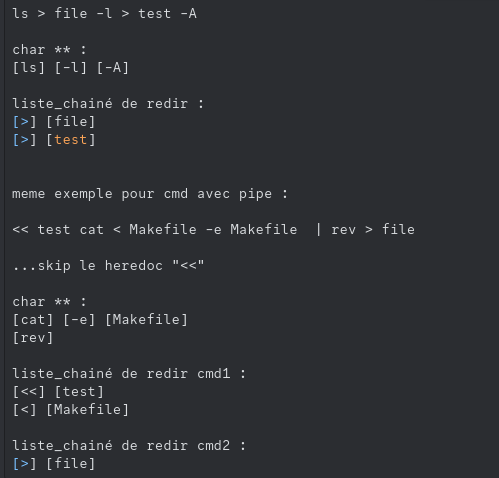 ls > file -l > test -A
char ** :
[ls] [-l] [-A]
liste_chainé de redir :
[>] [file]
[>] [test]
meme exemple pour cmd avec pipe :
<< test cat < Makefile -e Makefile  | rev > file
...skip le heredoc "<<"
char ** :
[cat] [-e] [Makefile]
[rev]
liste_chainé de redir cmd1 :
[<<] [test]
[<] [Makefile]
liste_chainé de redir cmd2 :
[>] [file]